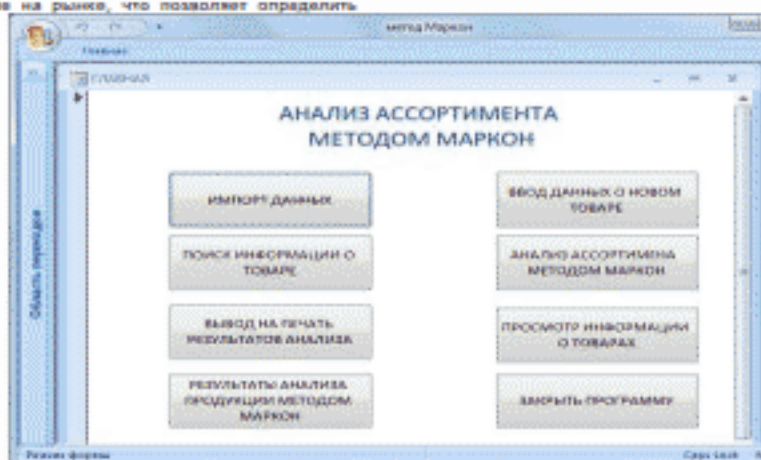 на рынке, что позволяет определить
метод Маркон
Главная
ГЛАВНАЯ
Область переходов
АНАЛИЗ АССОРТИМЕНТА
МЕТОДОМ МАРКОН
ИМПОРТ ДАННЫХ
ВВОД ДАННЫХ О НОВОМ
ТОВАРЕ
ПОИСК ИНФОРМАЦИИ О
ТОВАРЕ
АНАЛИЗ АССОРТИМЕНА
МЕТОДОМ МАРКОН
ВЫВОД НА ПЕЧАТЬ
РЕЗУЛЬТАТОВ АНАЛИЗА
ПРОСМОТР ИНФОРМАЦИИ
О ТОВАРАХ
РЕЗУЛЬТАТЫ АНАЛИЗА
ПРОДУКЦИИ МЕТОДОМ
МАРКОН
ЗАКРЫТЬ ПРОГРАММУ
Режим формы
Caps Lock